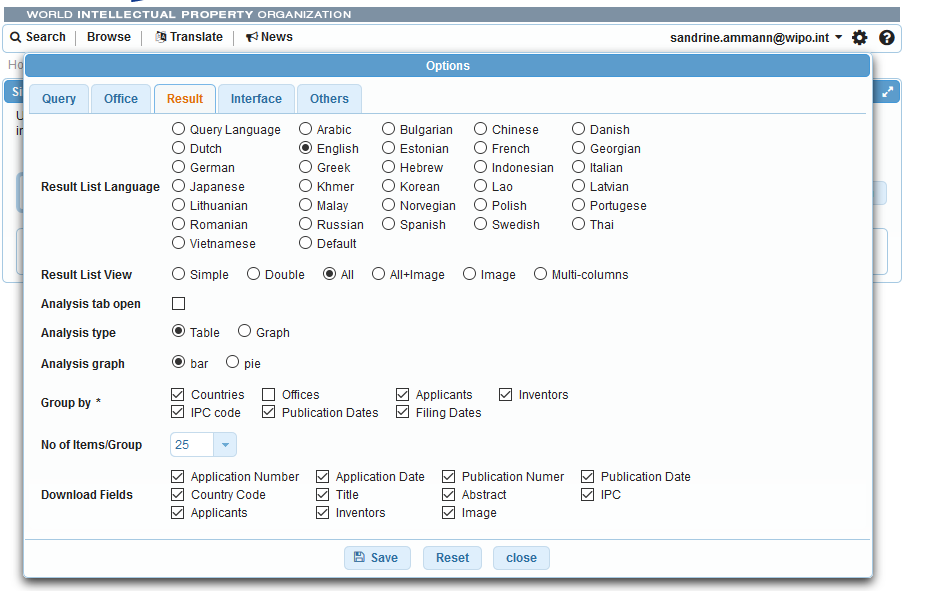 WORLD INTELLECTUAL PROPERTY ORGANIZATION
Search Browse Translate News sandrine.ammann@wipo.int
Ho
Options
Si
Query Office Result Interface Others
U
in
Query Language Arabic Bulgarian Chinese Danish
Dutch English Estonian French Georgian
German Greek Hebrew Indonesian Italian
Result List Language Japanese Khmer Korean Lao Latvian
Lithuanian Malay Norvegian Polish Portugese
Romanian Russian Spanish Swedish Thai
Vietnamese Default
Result List View Simple Double All All+Image Image Multi-columns
Analysis tab open
Analysis type Table Graph
Analysis graph bar pie
Group by * Countries Offices Applicants Inventors
IPC code Publication Dates Filing Dates
No of Items/Group 25
Application Number Application Date Publication Numer Publication Date
Download Fields Country Code Title Abstract IPC
Applicants Inventors Image
Save Reset close